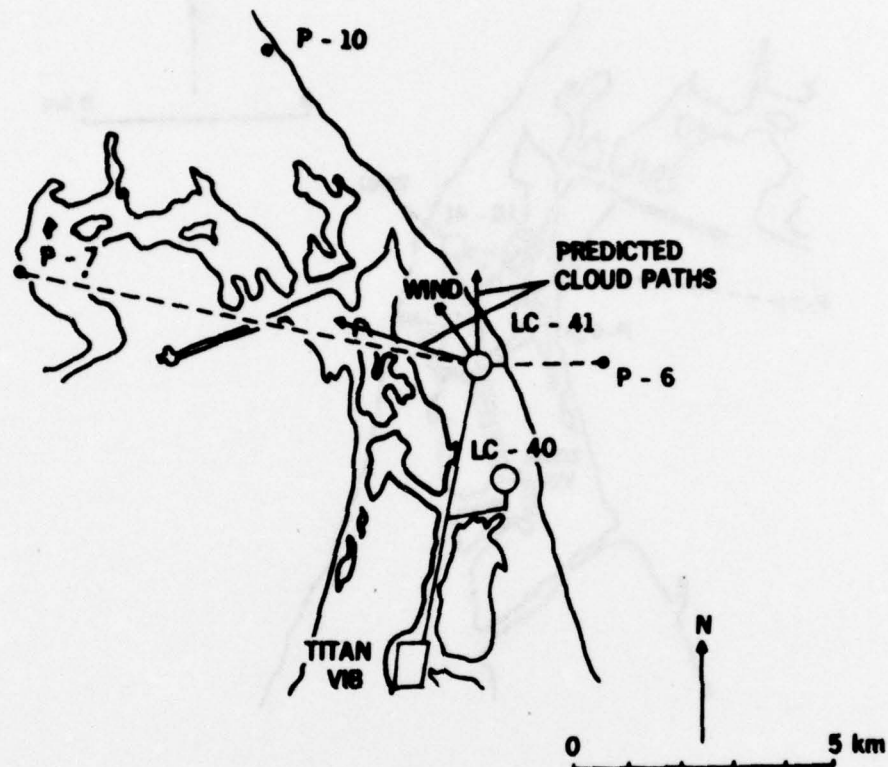 P - 10
P - 7
PREDICTED
CLOUD PATHS
WIND
LC - 41
P - 6
LC - 40
TITAN
VIB
N
0 5 km